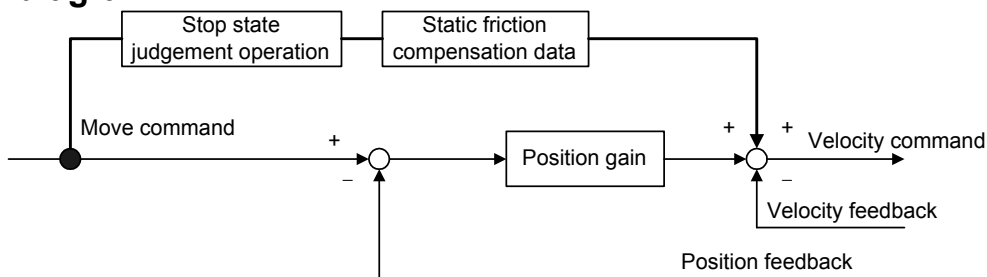 Stop state
judgement operation
Static friction
compensation data
Move command
+
−
Position gain
+
+
Velocity command
−
Velocity feedback
Position feedback